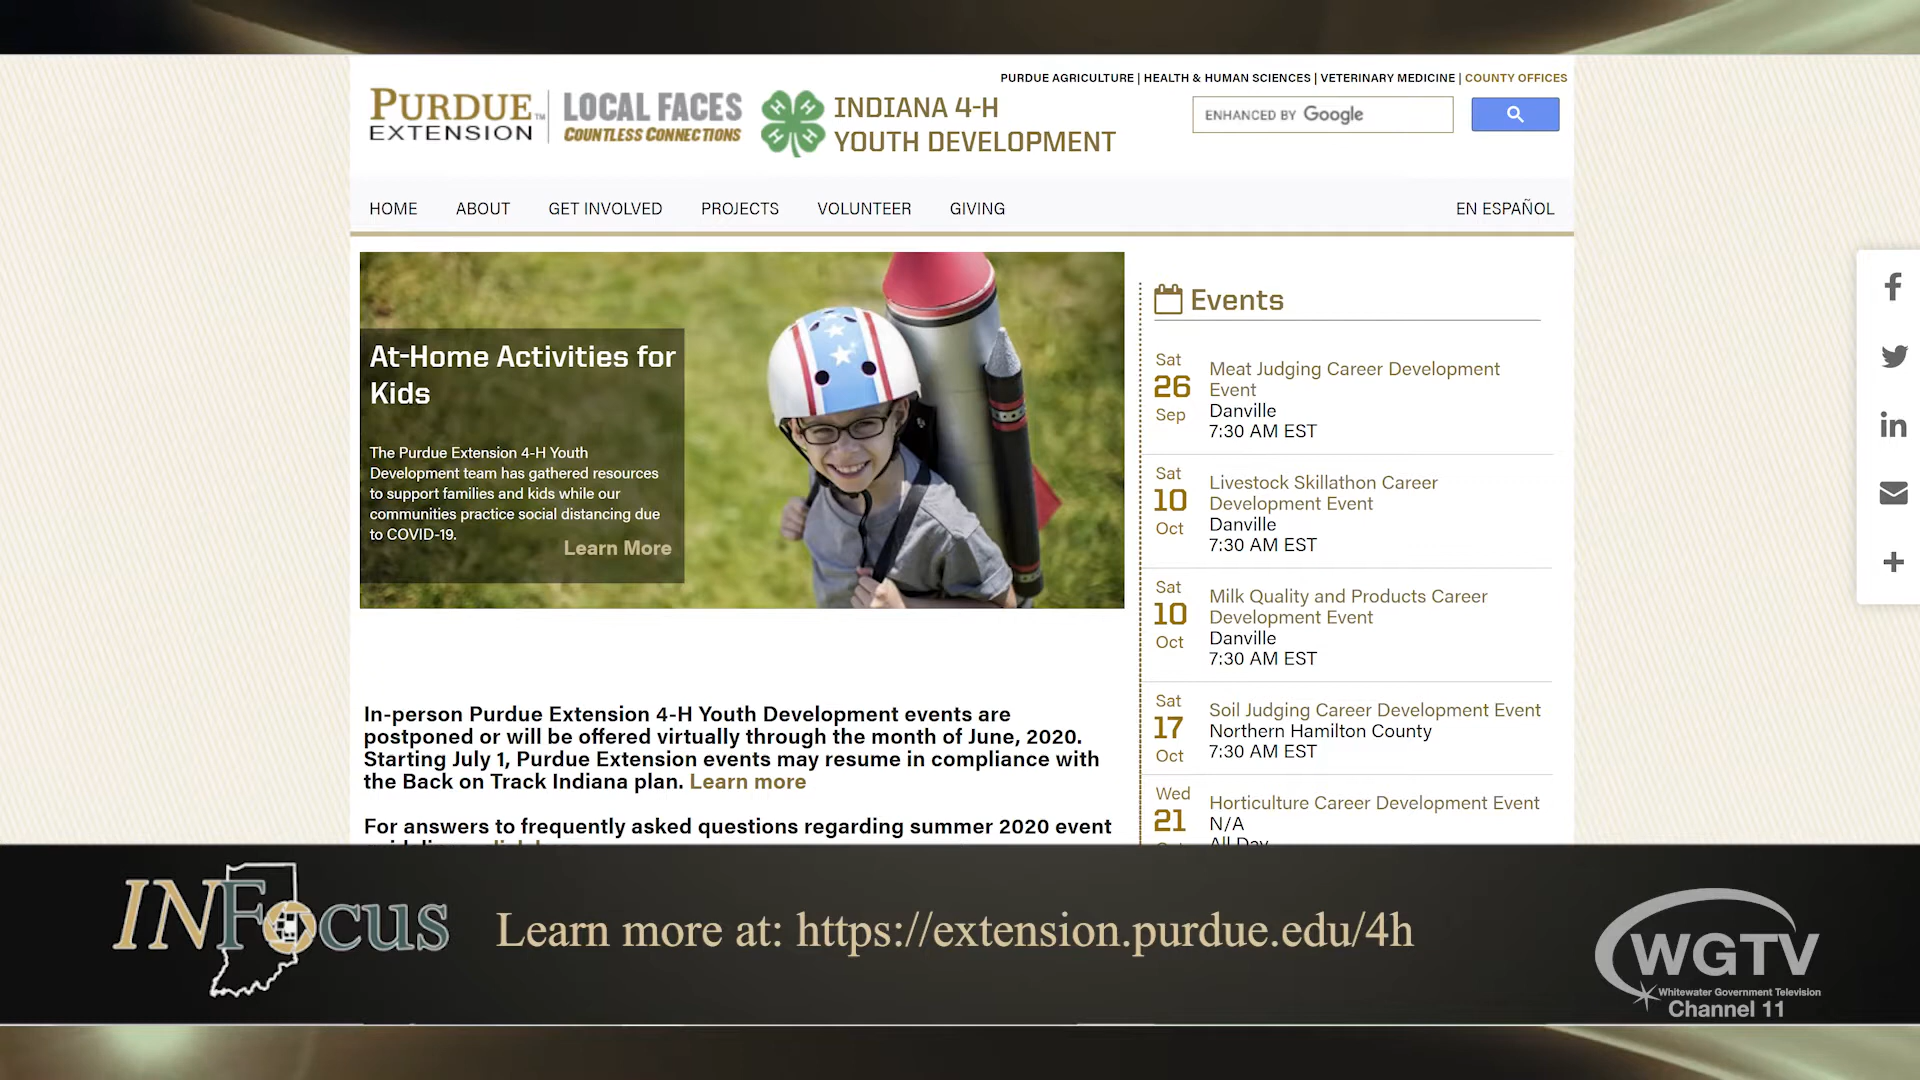 PURDUE AGRICULTURE | HEALTH & HUMAN SCIENCES | VETERINARY MEDICINE | COUNTY OFFICES
PURDUE™
EXTENSION
LOCAL FACES
COUNTLESS CONNECTIONS
H H H H
INDIANA 4-H
YOUTH DEVELOPMENT
ENHANCED BY Google
HOME ABOUT GET INVOLVED PROJECTS VOLUNTEER GIVING EN ESPAÑOL
At-Home Activities for
Kids
The Purdue Extension 4-H Youth
Development team has gathered resources
to support families and kids while our
communities practice social distancing due
to COVID-19.
Learn More
In-person Purdue Extension 4-H Youth Development events are
postponed or will be offered virtually through the month of June, 2020.
Starting July 1, Purdue Extension events may resume in compliance with
the Back on Track Indiana plan. Learn more
For answers to frequently asked questions regarding summer 2020 event
Events
Sat
26
Sep
Meat Judging Career Development
Event
Danville
7:30 AM EST
Sat
10
Oct
Livestock Skillathon Career
Development Event
Danville
7:30 AM EST
Sat
10
Oct
Milk Quality and Products Career
Development Event
Danville
7:30 AM EST
Sat
17
Oct
Soil Judging Career Development Event
Northern Hamilton County
7:30 AM EST
Wed
21
Horticulture Career Development Event
N/A
All Day
f
in
+
INFocus
Learn more at: https://extension.purdue.edu/4h
WGTV
Whitewater Government Television
Channel 11